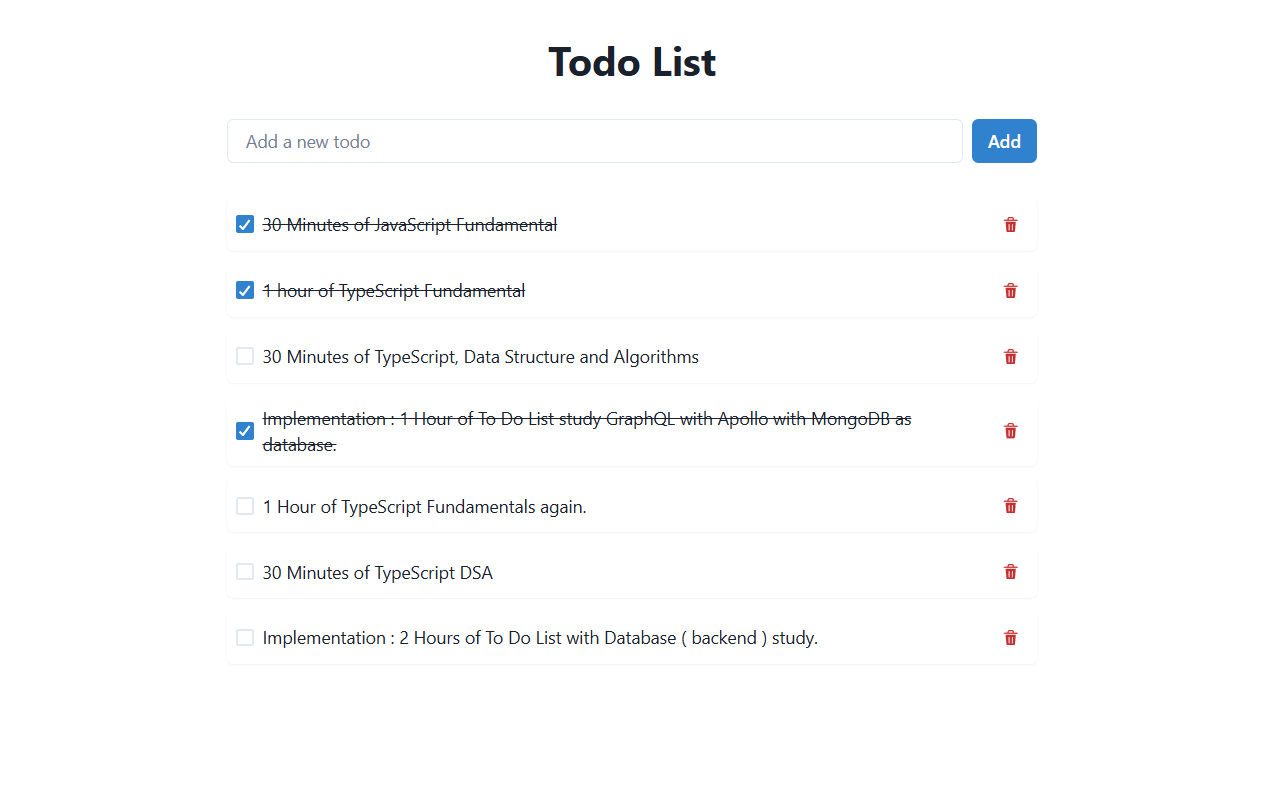 Todo List
Add a new todo
Add
30 Minutes of JavaScript Fundamental
1 hour of TypeScript Fundamental
30 Minutes of TypeScript, Data Structure and Algorithms
Implementation : 1 Hour of To Do List study GraphQL with Apollo with MongoDB as
database.
1 Hour of TypeScript Fundamentals again.
30 Minutes of TypeScript DSA
Implementation : 2 Hours of To Do List with Database ( backend ) study.